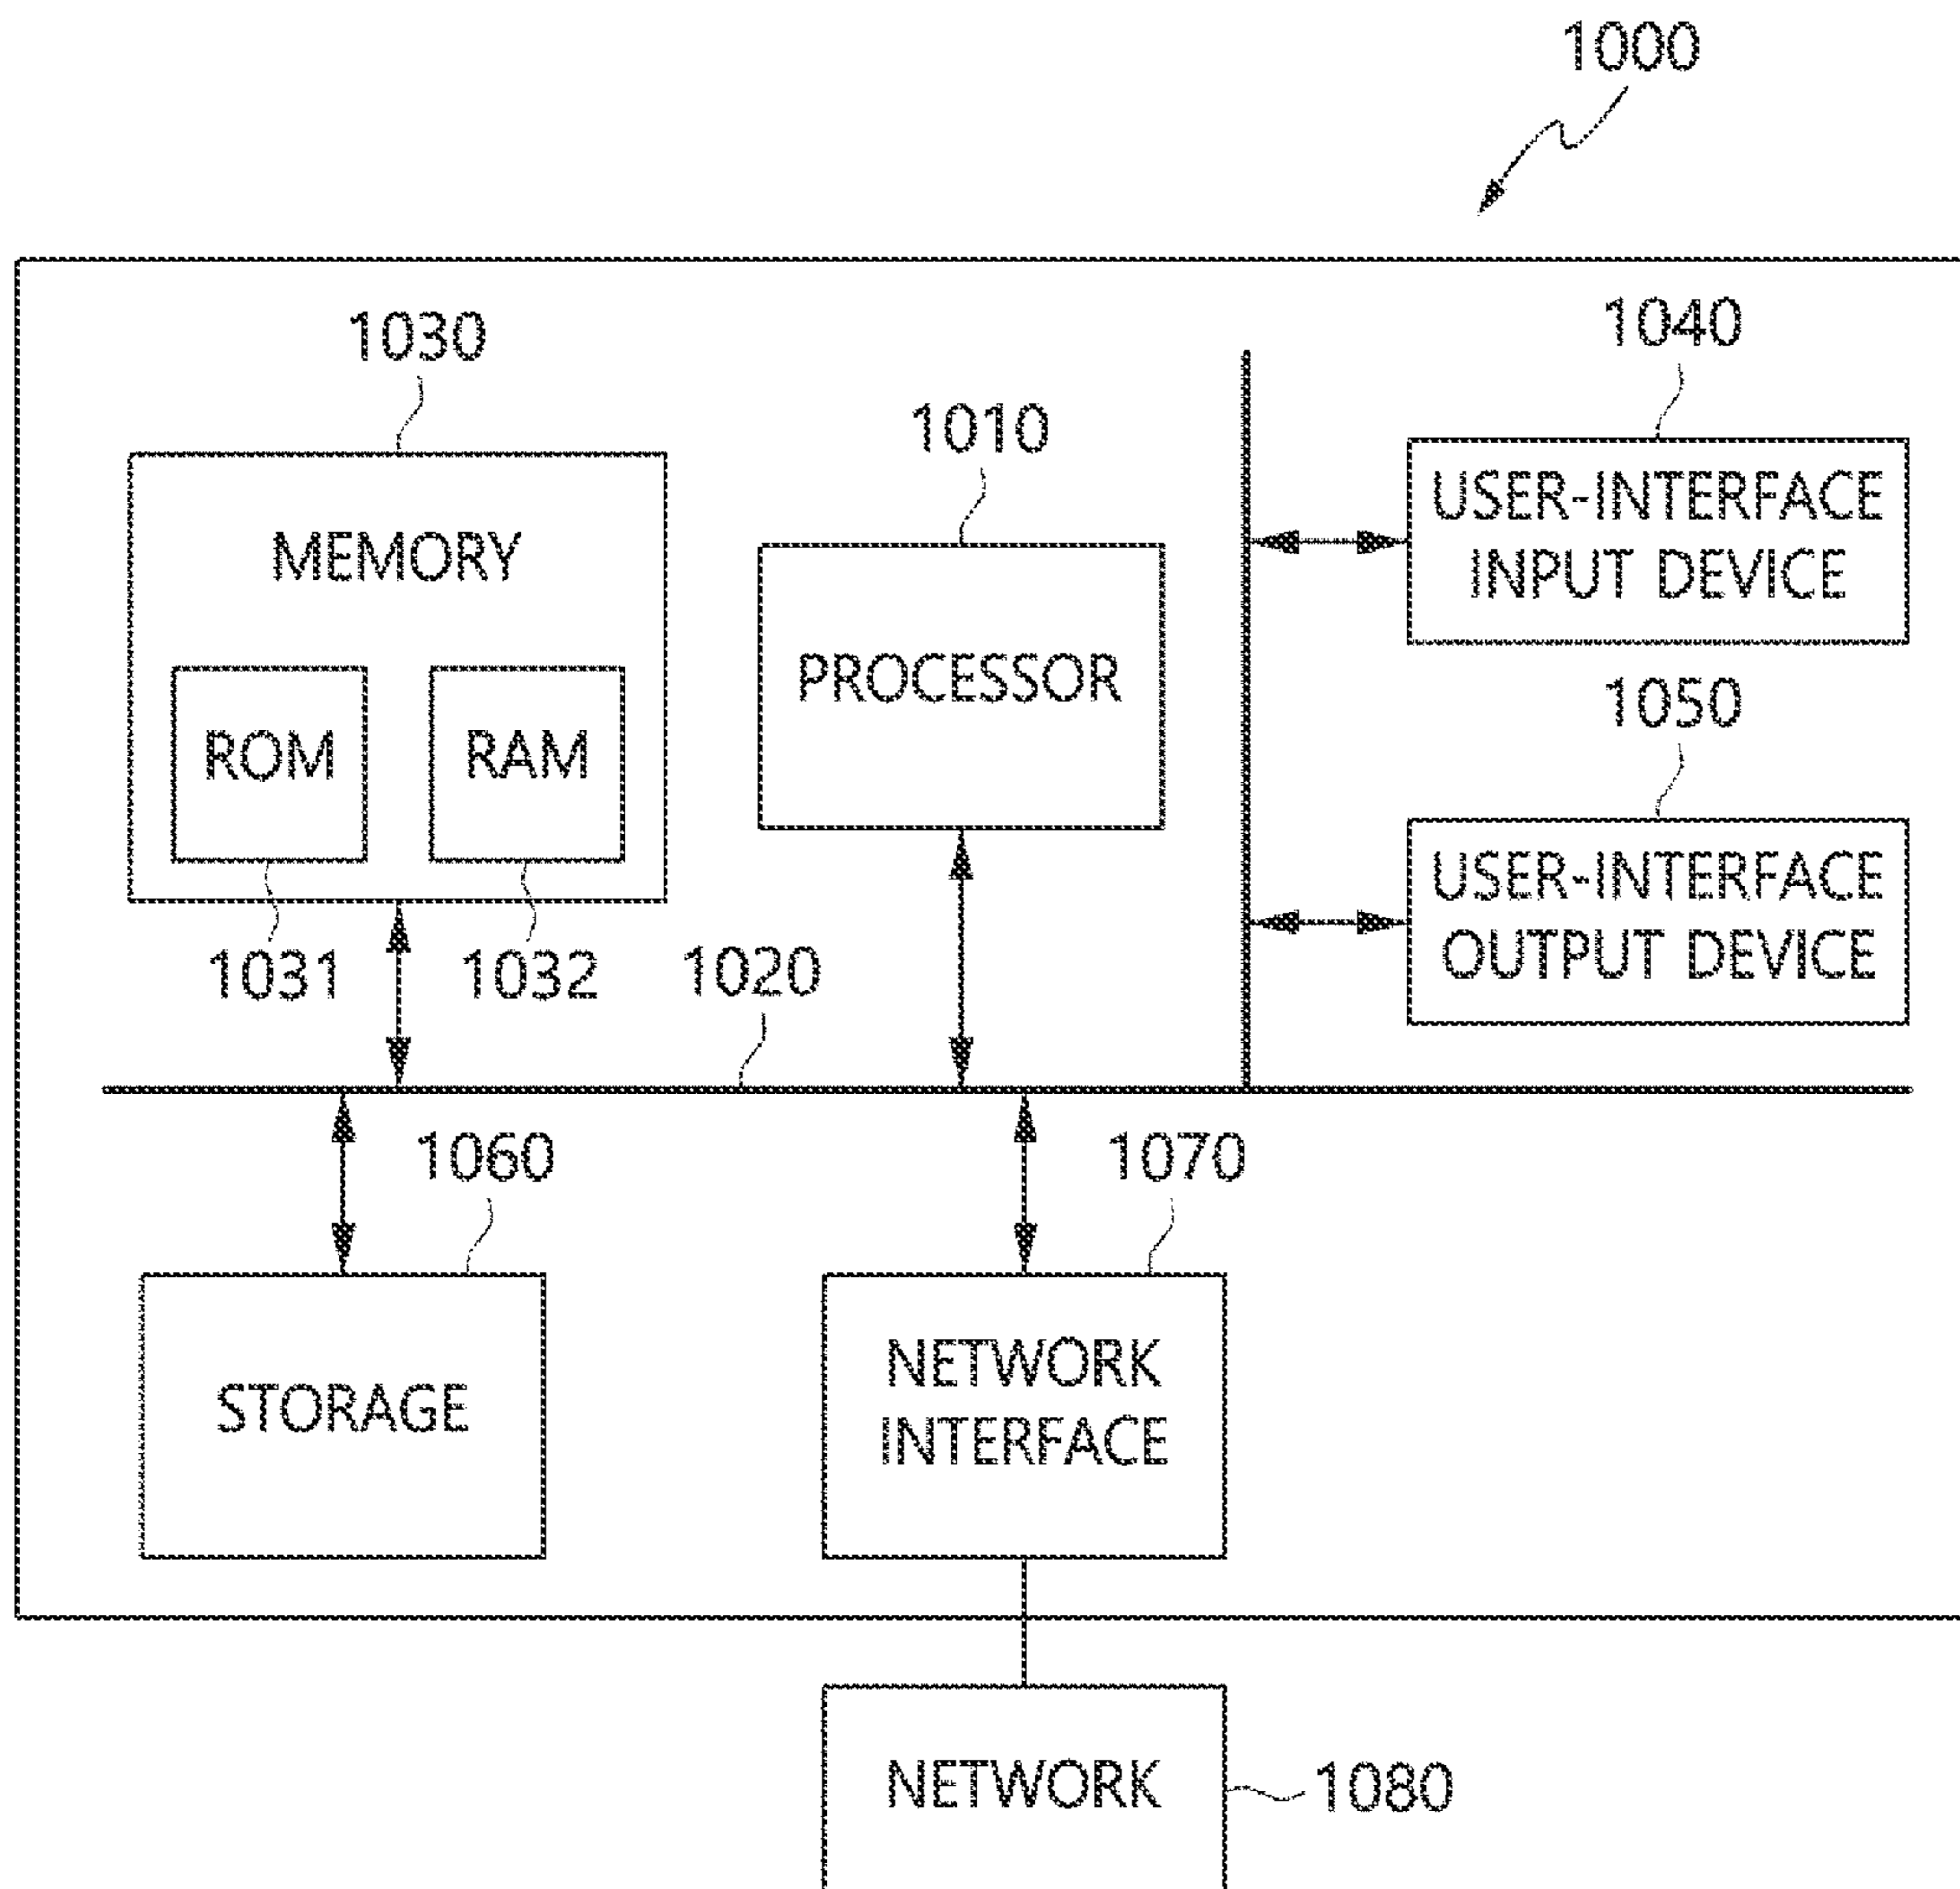 1000
1030
1040
1010
MEMORY
USER-INTERFACE
INPUT DEVICE
PROCESSOR
ROM
RAM
1050
USER-INTERFACE
OUTPUT DEVICE
1031
1032
1020
1060
1070
STORAGE
NETWORK
INTERFACE
NETWORK
1080